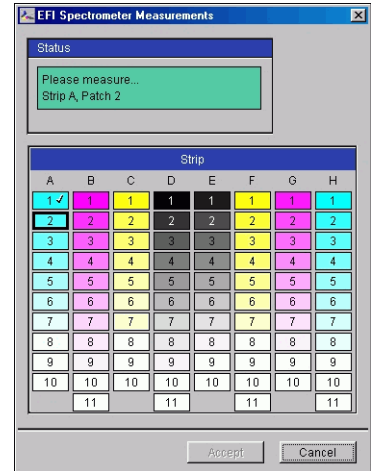 EFI Spectrometer Measurements
Status
Please measure...
Strip A, Patch 2
Strip
A B C D E F G H
1 1 1 1 1 1 1 1
2 2 2 2 2 2 2 2
3 3 3 3 3 3 3 3
4 4 4 4 4 4 4 4
5 5 5 5 5 5 5 5
6 6 6 6 6 6 6 6
7 7 7 7 7 7 7 7
8 8 8 8 8 8 8 8
9 9 9 9 9 9 9 9
10 10 10 10 10 10 10 10
11 11 11 11
Accept Cancel